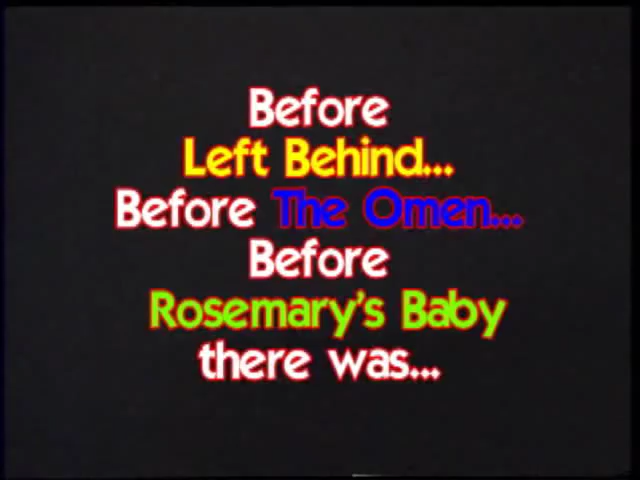 Before
Left Behind...
Before The Omen...
Before
Rosemary's Baby
there was...